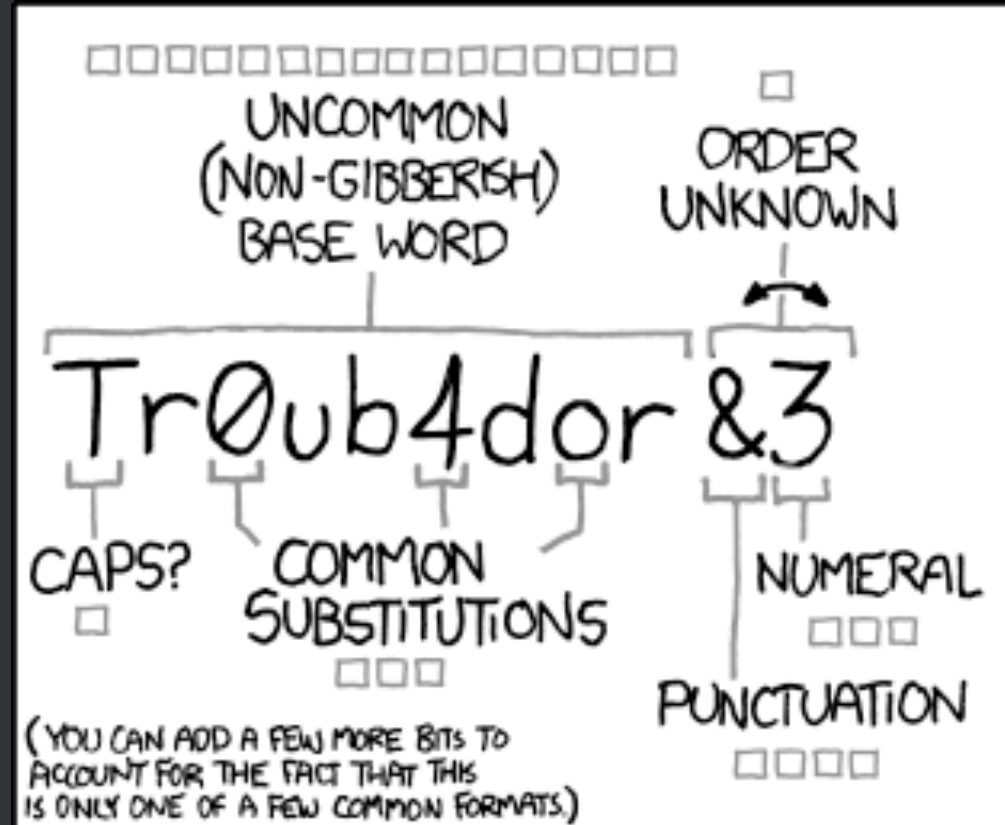 UNCOMMON
(NON-GIBBERISH)
BASE WORD
ORDER
UNKNOWN
Tr0ub4dor &3
CAPS?
COMMON
SUBSTITUTIONS
NUMERAL
PUNCTUATION
(YOU CAN ADD A FEW MORE BITS TO
ACCOUNT FOR THE FACT THAT THIS
IS ONLY ONE OF A FEW COMMON FORMATS.)